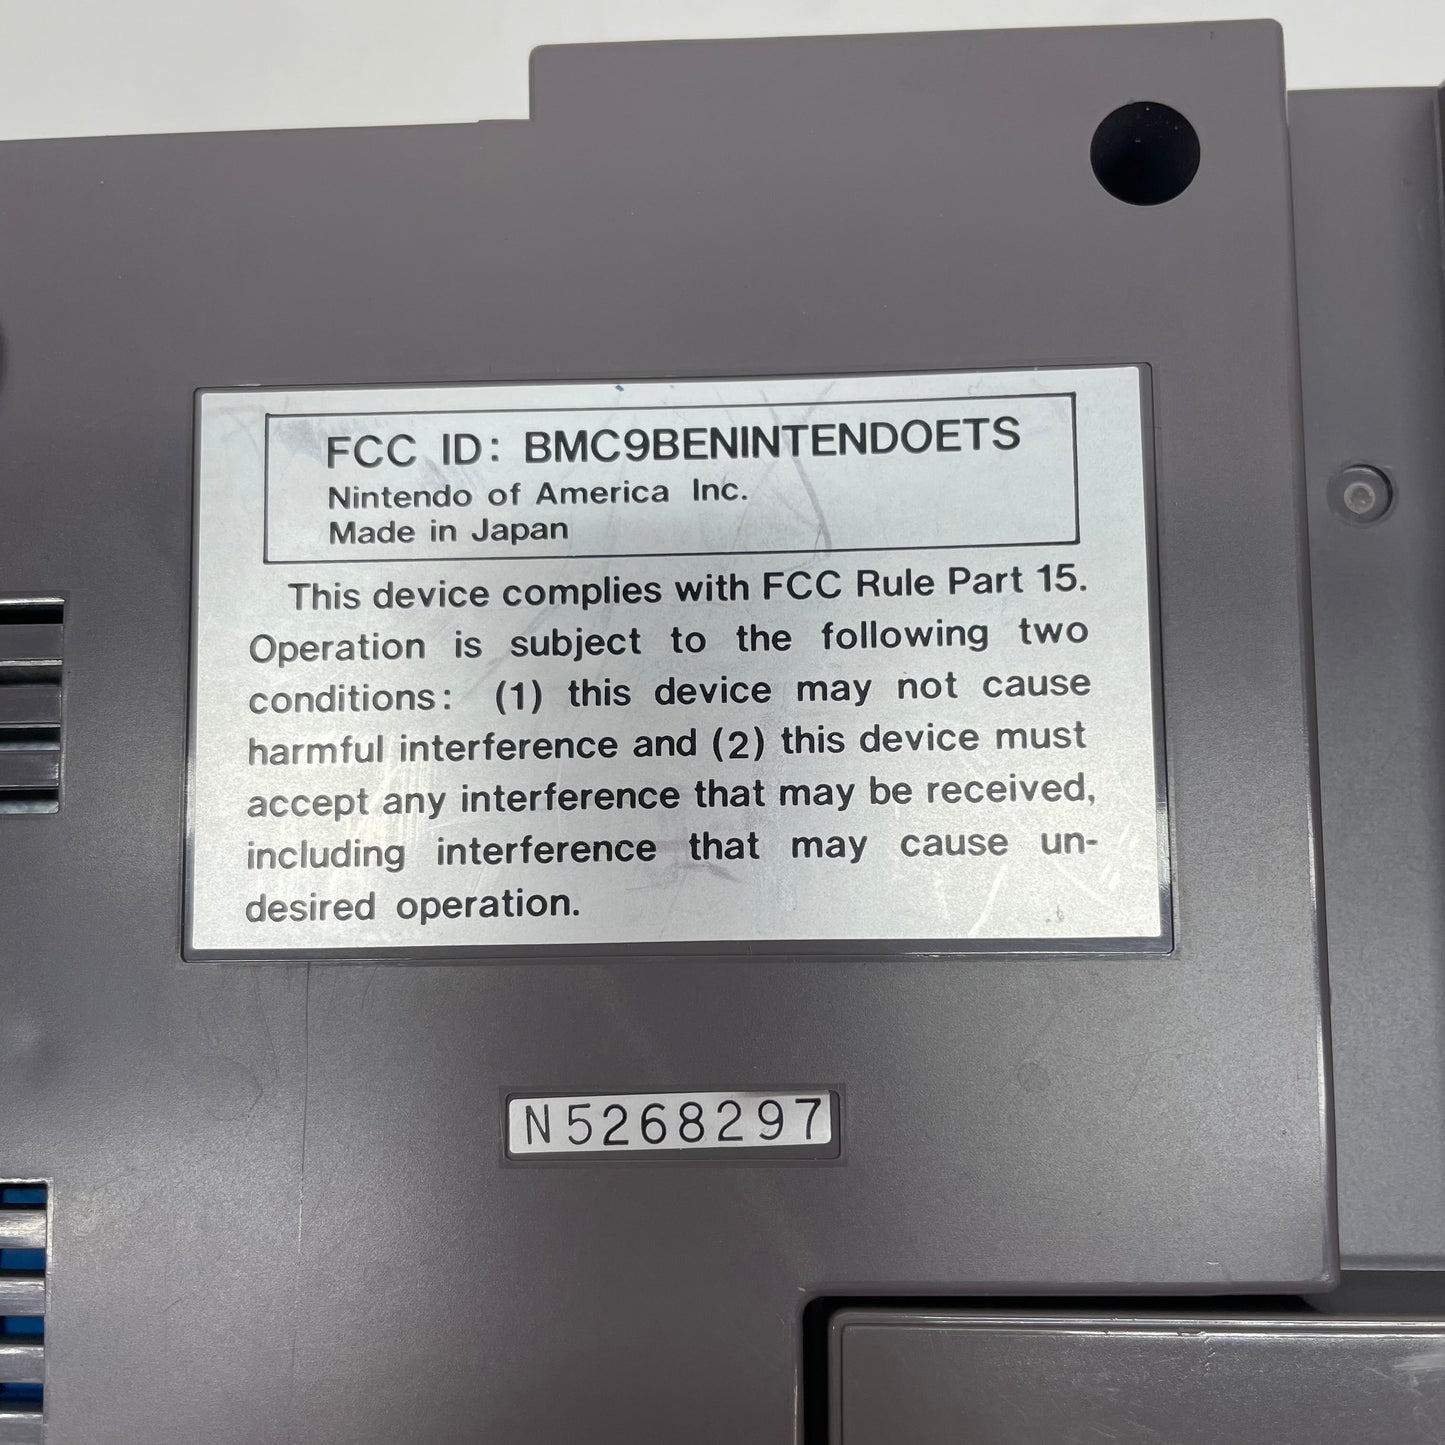 FCC ID: BMC9BENINTENDOETS
Nintendo of America Inc.
Made in Japan
This device complies with FCC Rule Part 15.
Operation is subject to the following two
conditions: (1) this device may not cause
harmful interference and (2) this device must
accept any interference that may be received,
including interference that may cause un-
desired operation.
N5268297